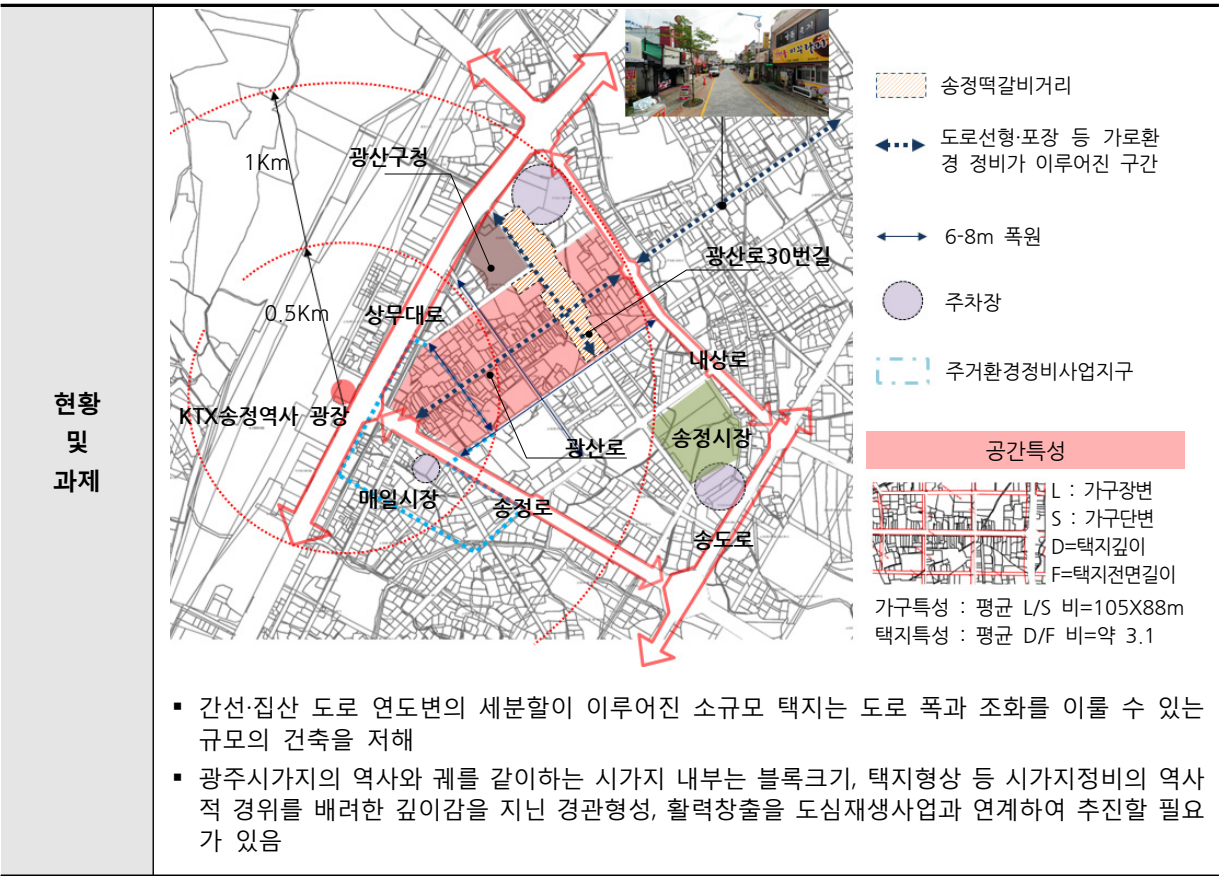 현황
및
과제
1Km
0.5Km
광산구청
상무대로
광산로30번길
내상로
KTX송정역사 광장
광산로
송정시장
매일시장
송정로
송도로
송정떡갈비거리
도로선형·포장 등 가로환
경 정비가 이루어진 구간
6-8m 폭원
주차장
주거환경정비사업지구
공간특성
L : 가구장변
S : 가구단변
D=택지깊이
F=택지전면길이
가구특성 : 평균 L/S 비=105X88m
택지특성 : 평균 D/F 비=약 3.1
▪ 간선·집산 도로 연도변의 세분할이 이루어진 소규모 택지는 도로 폭과 조화를 이룰 수 있는
규모의 건축을 저해
▪ 광주시가지의 역사와 궤를 같이하는 시가지 내부는 블록크기, 택지형상 등 시가지정비의 역사
적 경위를 배려한 깊이감을 지닌 경관형성, 활력창출을 도심재생사업과 연계하여 추진할 필요
가 있음